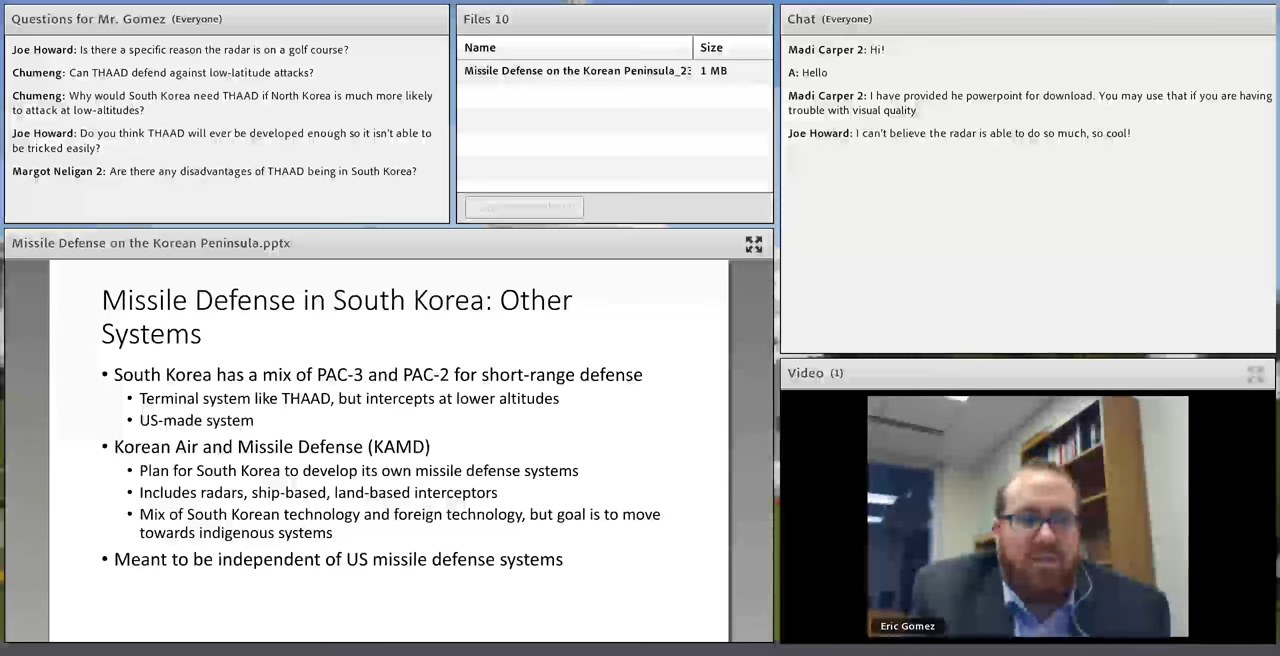 Questions for Mr. Gomez (Everyone)
Joe Howard: Is there a specific reason the radar is on a golf course?
Chumeng: Can THAAD defend against low-latitude attacks?
Chumeng: Why would South Korea need THAAD if North Korea is much more likely
to attack at low-altitudes?
Joe Howard: Do you think THAAD will ever be developed enough so it isn't able to
be tricked easily?
Margot Neligan 2: Are there any disadvantages of THAAD being in South Korea?
Files 10
Name Size
Missile Defense on the Korean Peninsula_23 1 MB
Chat (Everyone)
Madi Carper 2: Hi!
A: Hello
Madi Carper 2: I have provided he powerpoint for download. You may use that if you are having
trouble with visual quality
Joe Howard: I can't believe the radar is able to do so much, so cool!
Missile Defense on the Korean Peninsula.pptx
Missile Defense in South Korea: Other
Systems
• South Korea has a mix of PAC-3 and PAC-2 for short-range defense
• Terminal system like THAAD, but intercepts at lower altitudes
• US-made system
• Korean Air and Missile Defense (KAMD)
• Plan for South Korea to develop its own missile defense systems
• Includes radars, ship-based, land-based interceptors
• Mix of South Korean technology and foreign technology, but goal is to move
towards indigenous systems
• Meant to be independent of US missile defense systems
Video (1)
Eric Gomez